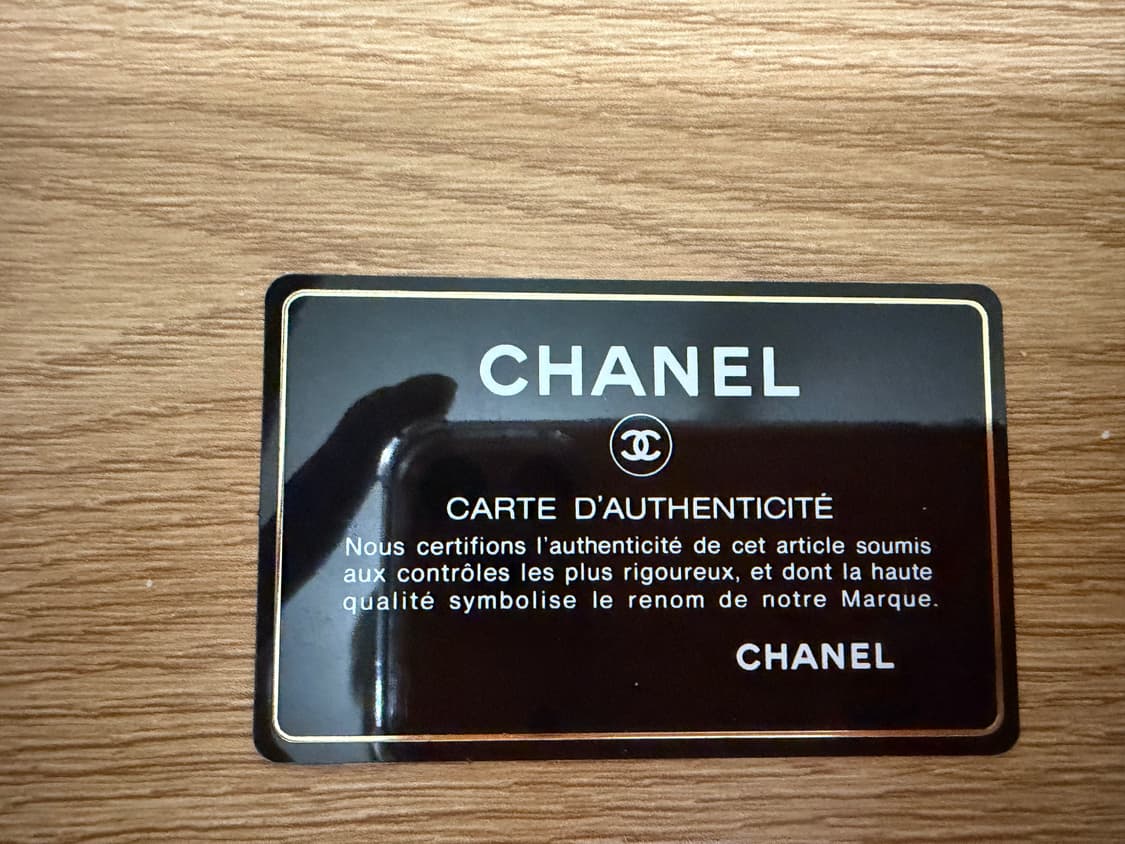 CHANEL
CARTE D'AUTHENTICITÉ
Nous certifions l'authenticité de cet article soumis
aux contrôles les plus rigoureux, et dont la haute
qualité symbolise le renom de notre Marque.
CHANEL